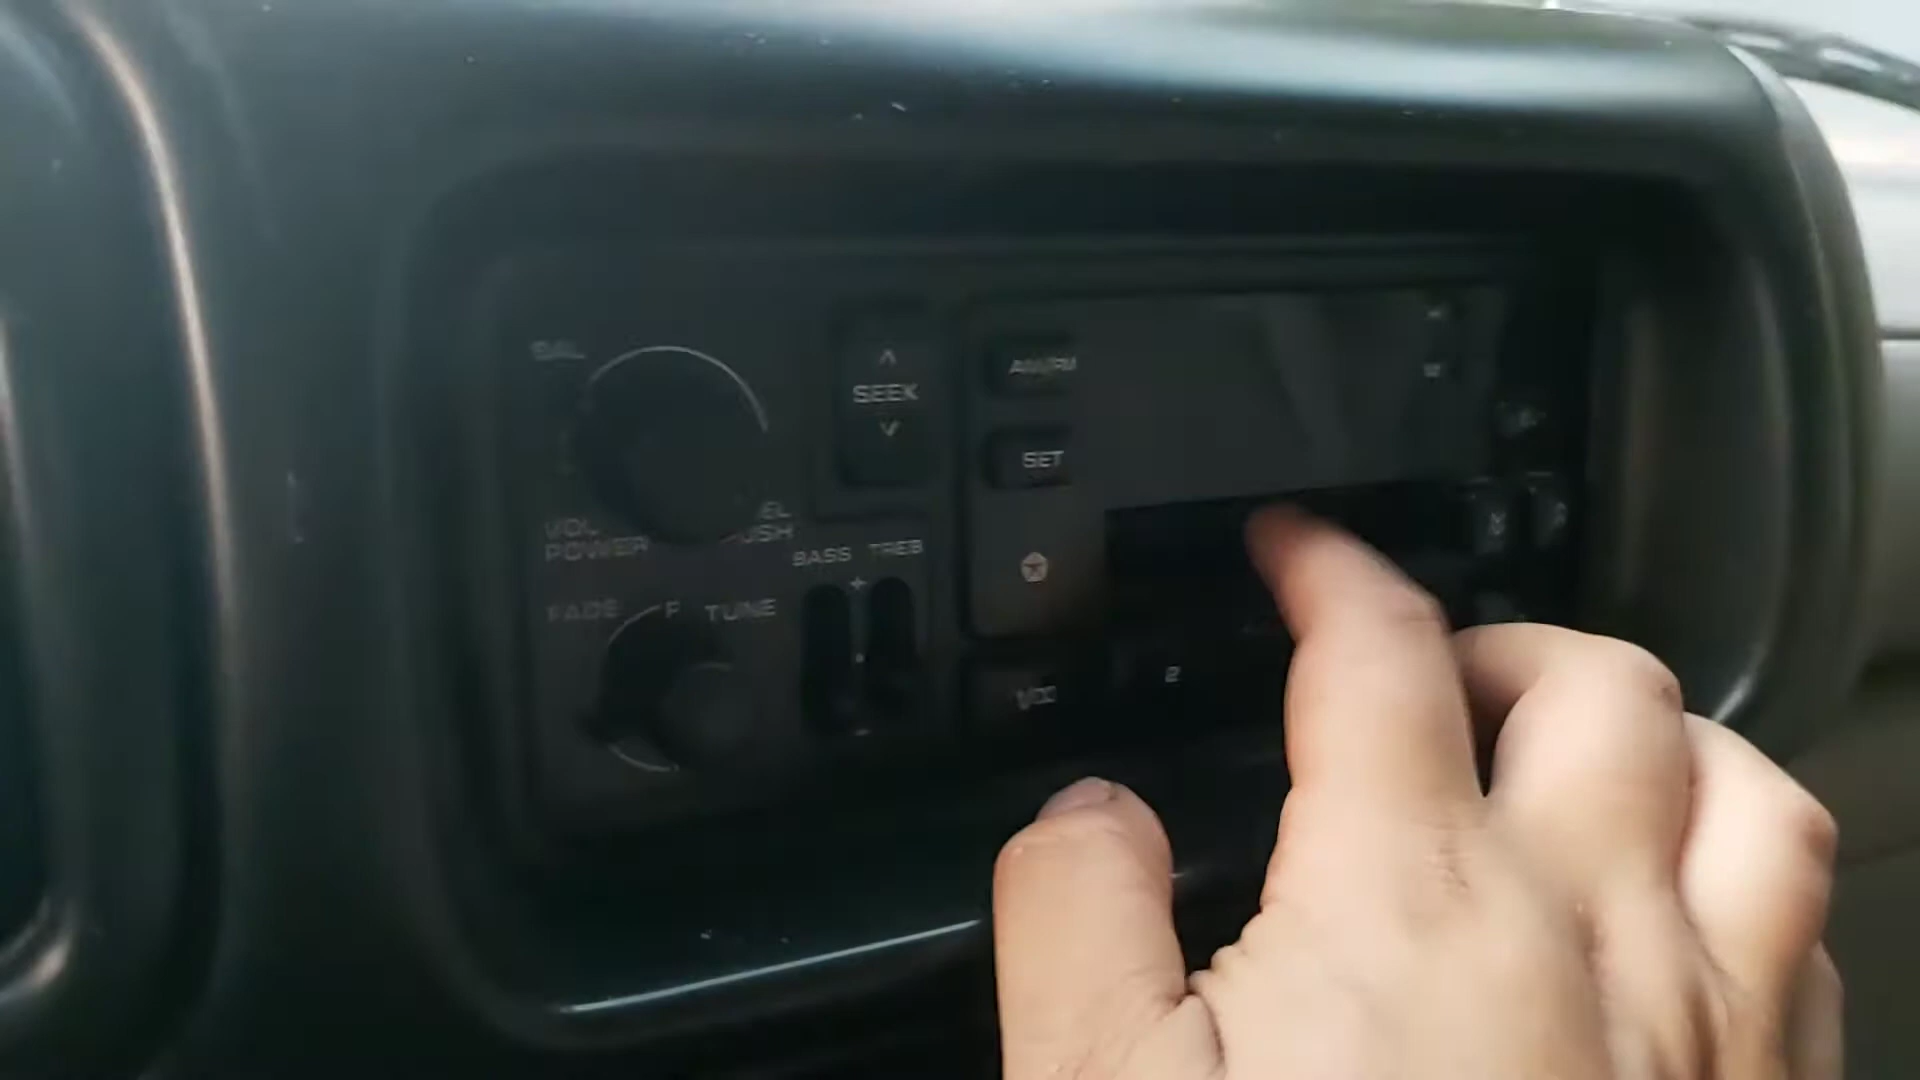 BAL
SEEK
AM/FM
SET
VOL
POWER
BASS TREB
FADE F TUNE
2